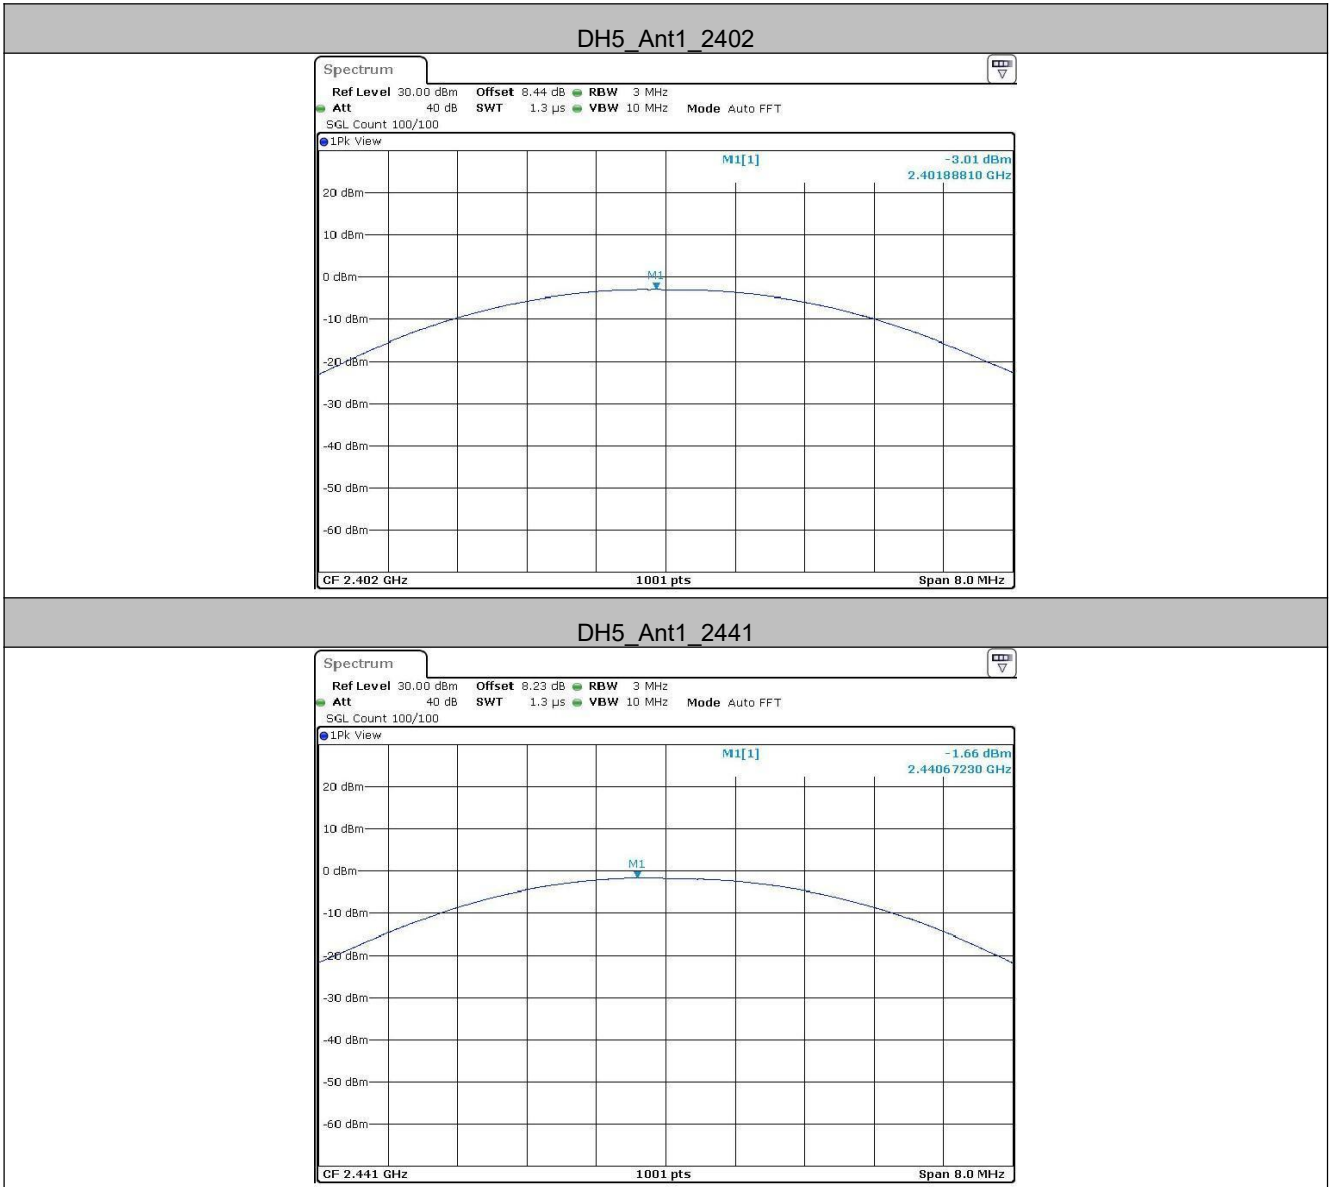 DH5_Ant1_2402
Spectrum
Ref Level 30.00 dBm Offset 8.44 dB RBW 3 MHz
Att 40 dB SWT 1.3 µs VBW 10 MHz Mode Auto FFT
SGL Count 100/100
1Pk View
M1[1] -3.01 dBm
2.40188810 GHz
20 dBm
10 dBm
0 dBm
M1
-10 dBm
-20 dBm
-30 dBm
-40 dBm
-50 dBm
-60 dBm
CF 2.402 GHz 1001 pts Span 8.0 MHz
DH5_Ant1_2441
Spectrum
Ref Level 30.00 dBm Offset 8.23 dB RBW 3 MHz
Att 40 dB SWT 1.3 µs VBW 10 MHz Mode Auto FFT
SGL Count 100/100
1Pk View
M1[1] -1.66 dBm
2.44067230 GHz
20 dBm
10 dBm
0 dBm
M1
-10 dBm
-20 dBm
-30 dBm
-40 dBm
-50 dBm
-60 dBm
CF 2.441 GHz 1001 pts Span 8.0 MHz